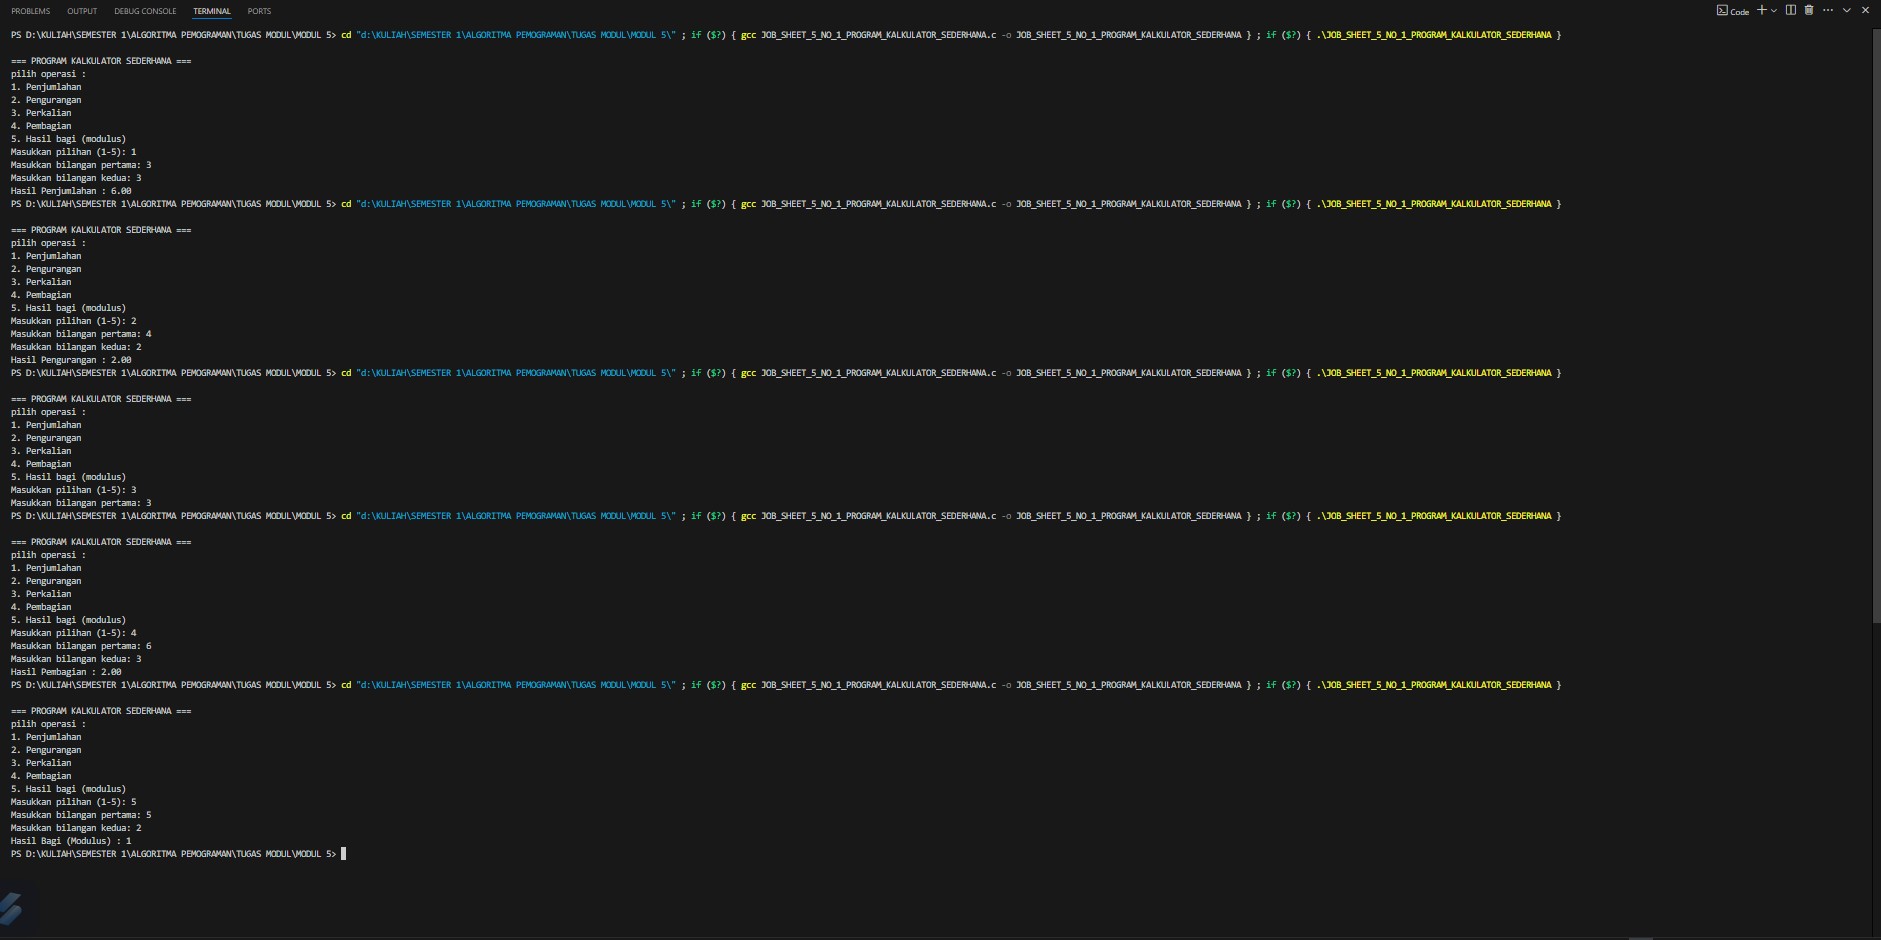 PROBLEMS OUTPUT DEBUG CONSOLE TERMINAL PORTS Code
PS D:\KULIAH\SEMESTER 1\ALGORITMA PEMOGRAMAN\TUGAS MODUL\MODUL 5> cd "d:\KULIAH\SEMESTER 1\ALGORITMA PEMOGRAMAN\TUGAS MODUL\MODUL 5\" ; if ($?) { gcc JOB_SHEET_5_NO_1_PROGRAM_KALKULATOR_SEDERHANA.c -o JOB_SHEET_5_NO_1_PROGRAM_KALKULATOR_SEDERHANA } ; if ($?) { .\JOB_SHEET_5_NO_1_PROGRAM_KALKULATOR_SEDERHANA }
=== PROGRAM KALKULATOR SEDERHANA ===
pilih operasi :
1. Penjumlahan
2. Pengurangan
3. Perkalian
4. Pembagian
5. Hasil bagi (modulus)
Masukkan pilihan (1-5): 1
Masukkan bilangan pertama: 3
Masukkan bilangan kedua: 3
Hasil Penjumlahan : 6.00
PS D:\KULIAH\SEMESTER 1\ALGORITMA PEMOGRAMAN\TUGAS MODUL\MODUL 5> cd "d:\KULIAH\SEMESTER 1\ALGORITMA PEMOGRAMAN\TUGAS MODUL\MODUL 5\" ; if ($?) { gcc JOB_SHEET_5_NO_1_PROGRAM_KALKULATOR_SEDERHANA.c -o JOB_SHEET_5_NO_1_PROGRAM_KALKULATOR_SEDERHANA } ; if ($?) { .\JOB_SHEET_5_NO_1_PROGRAM_KALKULATOR_SEDERHANA }
=== PROGRAM KALKULATOR SEDERHANA ===
pilih operasi :
1. Penjumlahan
2. Pengurangan
3. Perkalian
4. Pembagian
5. Hasil bagi (modulus)
Masukkan pilihan (1-5): 2
Masukkan bilangan pertama: 4
Masukkan bilangan kedua: 2
Hasil Pengurangan : 2.00
PS D:\KULIAH\SEMESTER 1\ALGORITMA PEMOGRAMAN\TUGAS MODUL\MODUL 5> cd "d:\KULIAH\SEMESTER 1\ALGORITMA PEMOGRAMAN\TUGAS MODUL\MODUL 5\" ; if ($?) { gcc JOB_SHEET_5_NO_1_PROGRAM_KALKULATOR_SEDERHANA.c -o JOB_SHEET_5_NO_1_PROGRAM_KALKULATOR_SEDERHANA } ; if ($?) { .\JOB_SHEET_5_NO_1_PROGRAM_KALKULATOR_SEDERHANA }
=== PROGRAM KALKULATOR SEDERHANA ===
pilih operasi :
1. Penjumlahan
2. Pengurangan
3. Perkalian
4. Pembagian
5. Hasil bagi (modulus)
Masukkan pilihan (1-5): 3
Masukkan bilangan pertama: 3
PS D:\KULIAH\SEMESTER 1\ALGORITMA PEMOGRAMAN\TUGAS MODUL\MODUL 5> cd "d:\KULIAH\SEMESTER 1\ALGORITMA PEMOGRAMAN\TUGAS MODUL\MODUL 5\" ; if ($?) { gcc JOB_SHEET_5_NO_1_PROGRAM_KALKULATOR_SEDERHANA.c -o JOB_SHEET_5_NO_1_PROGRAM_KALKULATOR_SEDERHANA } ; if ($?) { .\JOB_SHEET_5_NO_1_PROGRAM_KALKULATOR_SEDERHANA }
=== PROGRAM KALKULATOR SEDERHANA ===
pilih operasi :
1. Penjumlahan
2. Pengurangan
3. Perkalian
4. Pembagian
5. Hasil bagi (modulus)
Masukkan pilihan (1-5): 4
Masukkan bilangan pertama: 6
Masukkan bilangan kedua: 3
Hasil Pembagian : 2.00
PS D:\KULIAH\SEMESTER 1\ALGORITMA PEMOGRAMAN\TUGAS MODUL\MODUL 5> cd "d:\KULIAH\SEMESTER 1\ALGORITMA PEMOGRAMAN\TUGAS MODUL\MODUL 5\" ; if ($?) { gcc JOB_SHEET_5_NO_1_PROGRAM_KALKULATOR_SEDERHANA.c -o JOB_SHEET_5_NO_1_PROGRAM_KALKULATOR_SEDERHANA } ; if ($?) { .\JOB_SHEET_5_NO_1_PROGRAM_KALKULATOR_SEDERHANA }
=== PROGRAM KALKULATOR SEDERHANA ===
pilih operasi :
1. Penjumlahan
2. Pengurangan
3. Perkalian
4. Pembagian
5. Hasil bagi (modulus)
Masukkan pilihan (1-5): 5
Masukkan bilangan pertama: 5
Masukkan bilangan kedua: 2
Hasil Bagi (Modulus) : 1
PS D:\KULIAH\SEMESTER 1\ALGORITMA PEMOGRAMAN\TUGAS MODUL\MODUL 5>